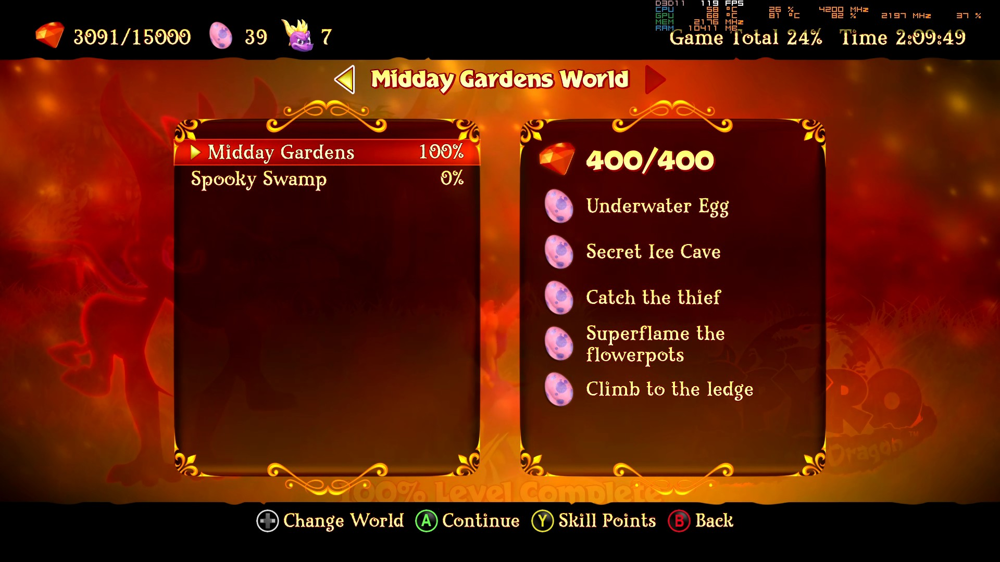 D3D11 119 FPS
CPU 58 °C 26 % 4200 MHz
GPU 68 °C 81 °C 82 % 2197 MHz 37 %
MEM 2176 MHz
RAM 10411 MB
3091/15000 39 7
Game Total 24% Time 2:09:49
Midday Gardens World
Midday Gardens 100%
Spooky Swamp 0%
400/400
Underwater Egg
Secret Ice Cave
Catch the thief
Superflame the
flowerpots
Climb to the ledge
Dragon™
100% Level Complete
Change World A Continue Y Skill Points B Back